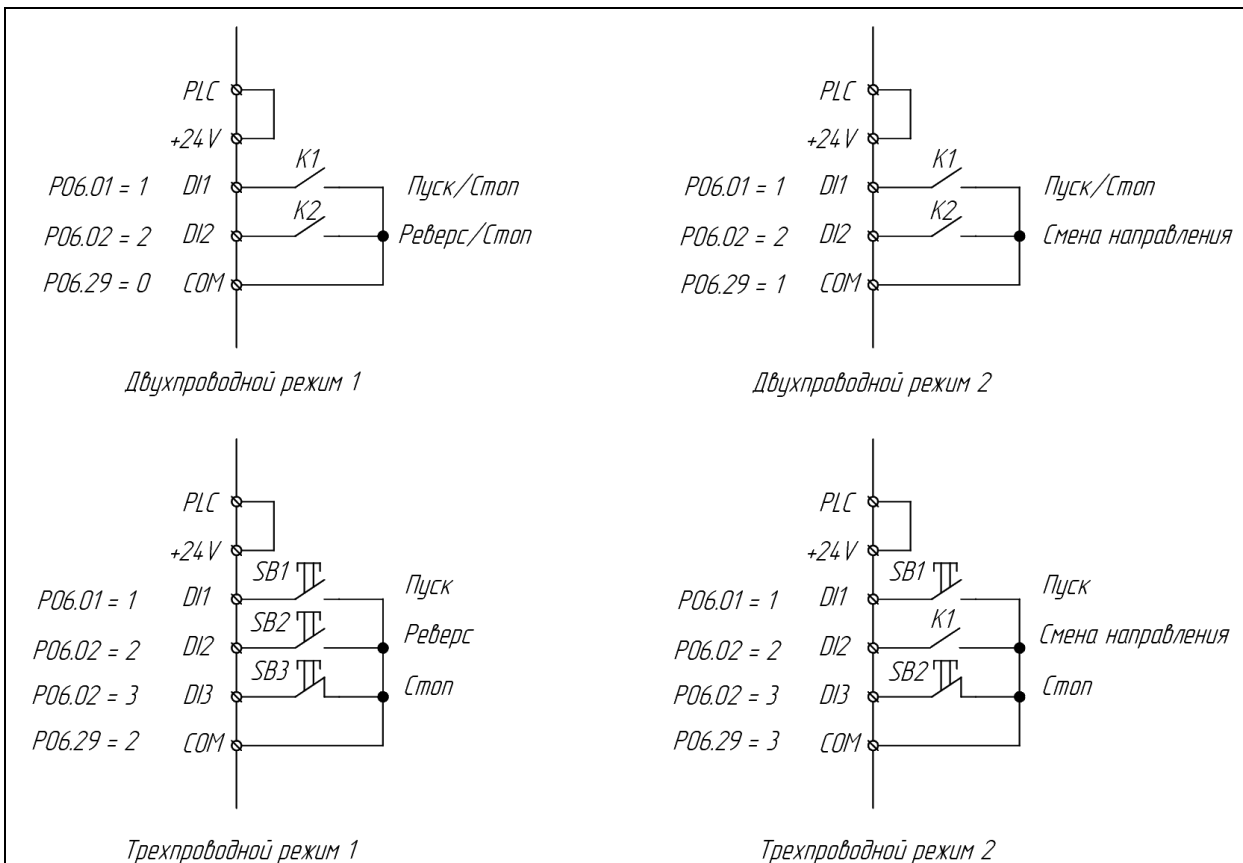 PLC
+24V
K1
P06.01 = 1 DI1 Пуск/Стоп
K2
P06.02 = 2 DI2 Реверс/Стоп
P06.29 = 0 COM
Двухпроводной режим 1
PLC
+24V
K1
P06.01 = 1 DI1 Пуск/Стоп
K2
P06.02 = 2 DI2 Смена направления
P06.29 = 1 COM
Двухпроводной режим 2
PLC
+24V
SB1
P06.01 = 1 DI1 Пуск
SB2
P06.02 = 2 DI2 Реверс
SB3
P06.02 = 3 DI3 Стоп
P06.29 = 2 COM
Трехпроводной режим 1
PLC
+24V
SB1
P06.01 = 1 DI1 Пуск
K1
P06.02 = 2 DI2 Смена направления
SB2
P06.02 = 3 DI3 Стоп
P06.29 = 3 COM
Трехпроводной режим 2